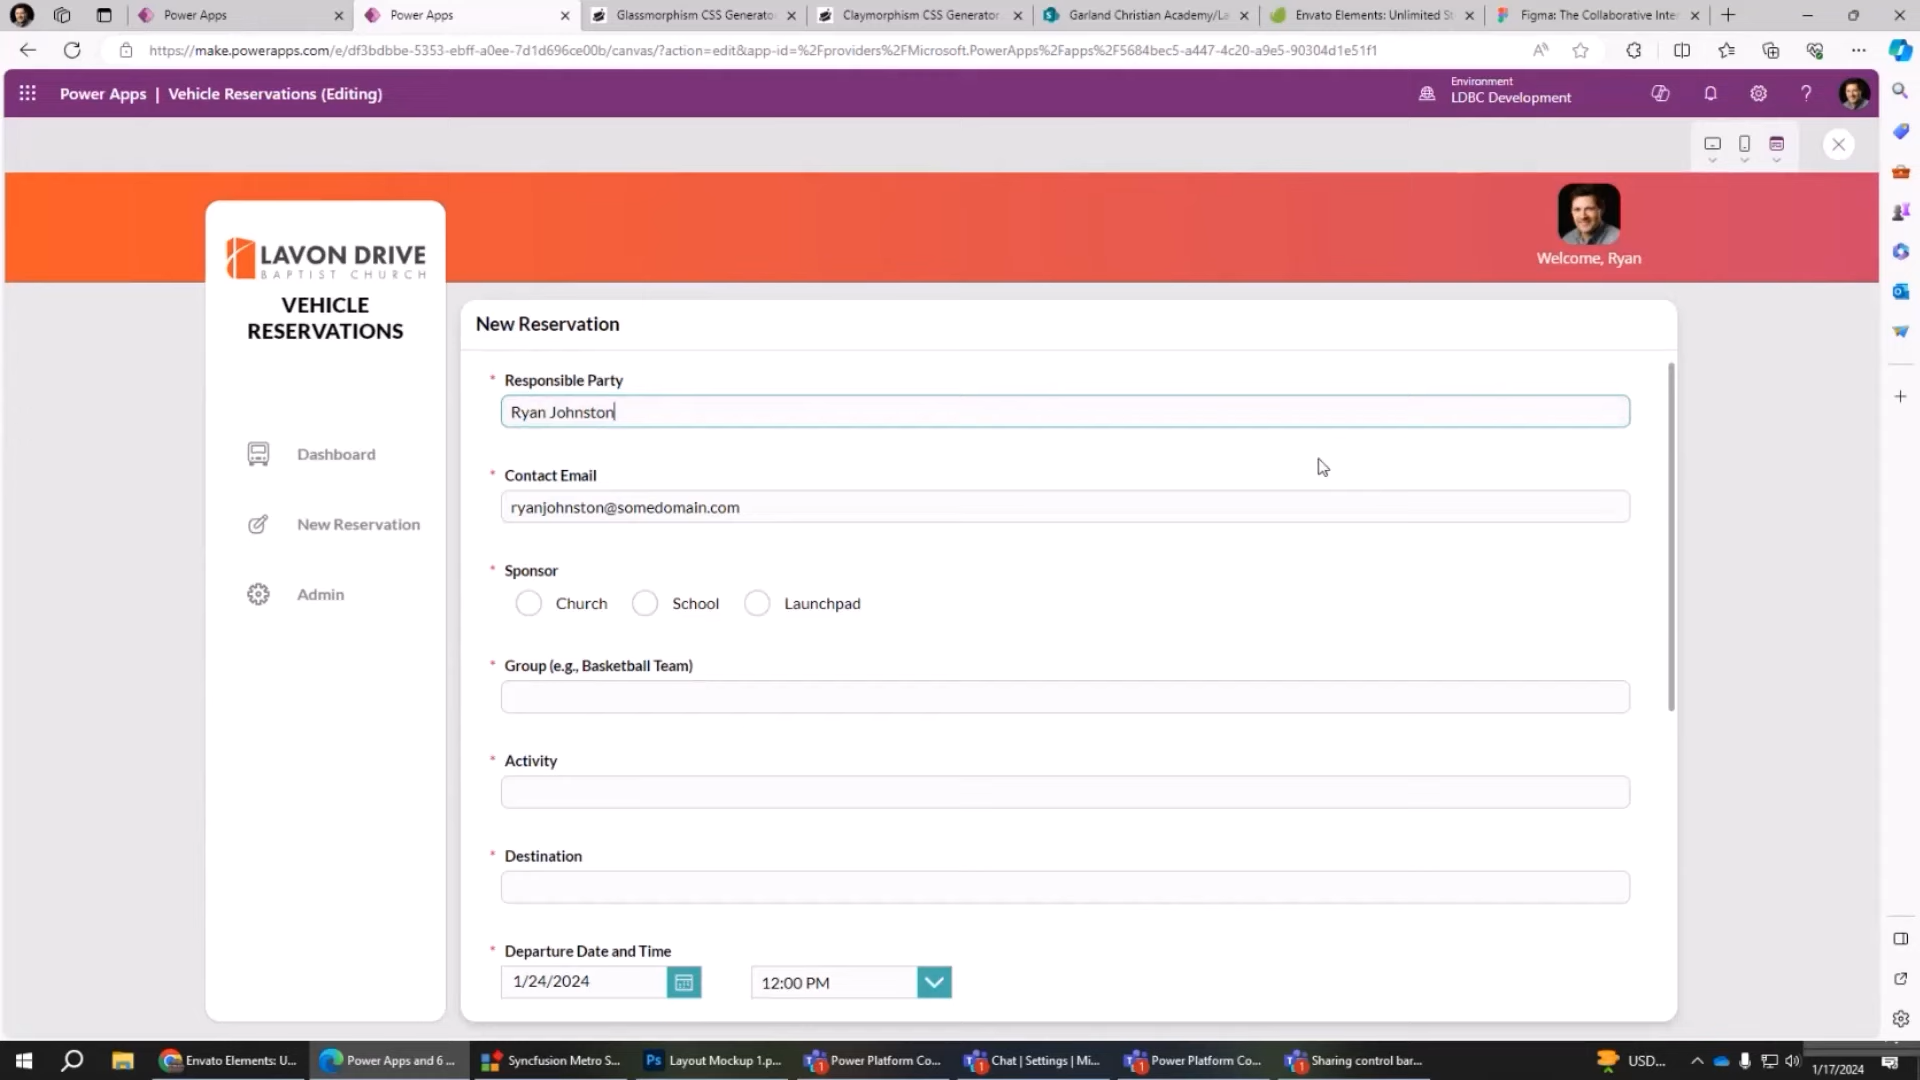 Power Apps
Power Apps
Glassmorphism CSS Generato
Claymorphism CSS Generator
Garland Christian Academy/La
Envato Elements: Unlimited St
Figma: The Collaborative Inte
https://make.powerapps.com/e/df3bdbbe-5353-ebff-a0ee-7d1d696ce00b/canvas/?action=edit&app-id=%2Fproviders%2FMicrosoft.PowerApps%2Fapps%2F5684bec5-a447-4c20-a9e5-90304d1e51f1
Power Apps | Vehicle Reservations (Editing)
Environment
LDBC Development
LAVON DRIVE
BAPTIST CHURCH
VEHICLE
RESERVATIONS
Welcome, Ryan
Dashboard
New Reservation
Admin
New Reservation
* Responsible Party
Ryan Johnston
* Contact Email
ryanjohnston@somedomain.com
* Sponsor
Church School Launchpad
* Group (e.g., Basketball Team)
* Activity
* Destination
* Departure Date and Time
1/24/2024 12:00 PM
Envato Elements: U...
Power Apps and 6 ...
Syncfusion Metro S...
Ps Layout Mockup 1.p...
Power Platform Co...
Chat | Settings | Mi...
Power Platform Co...
Sharing control bar...
USD...
1/17/2024